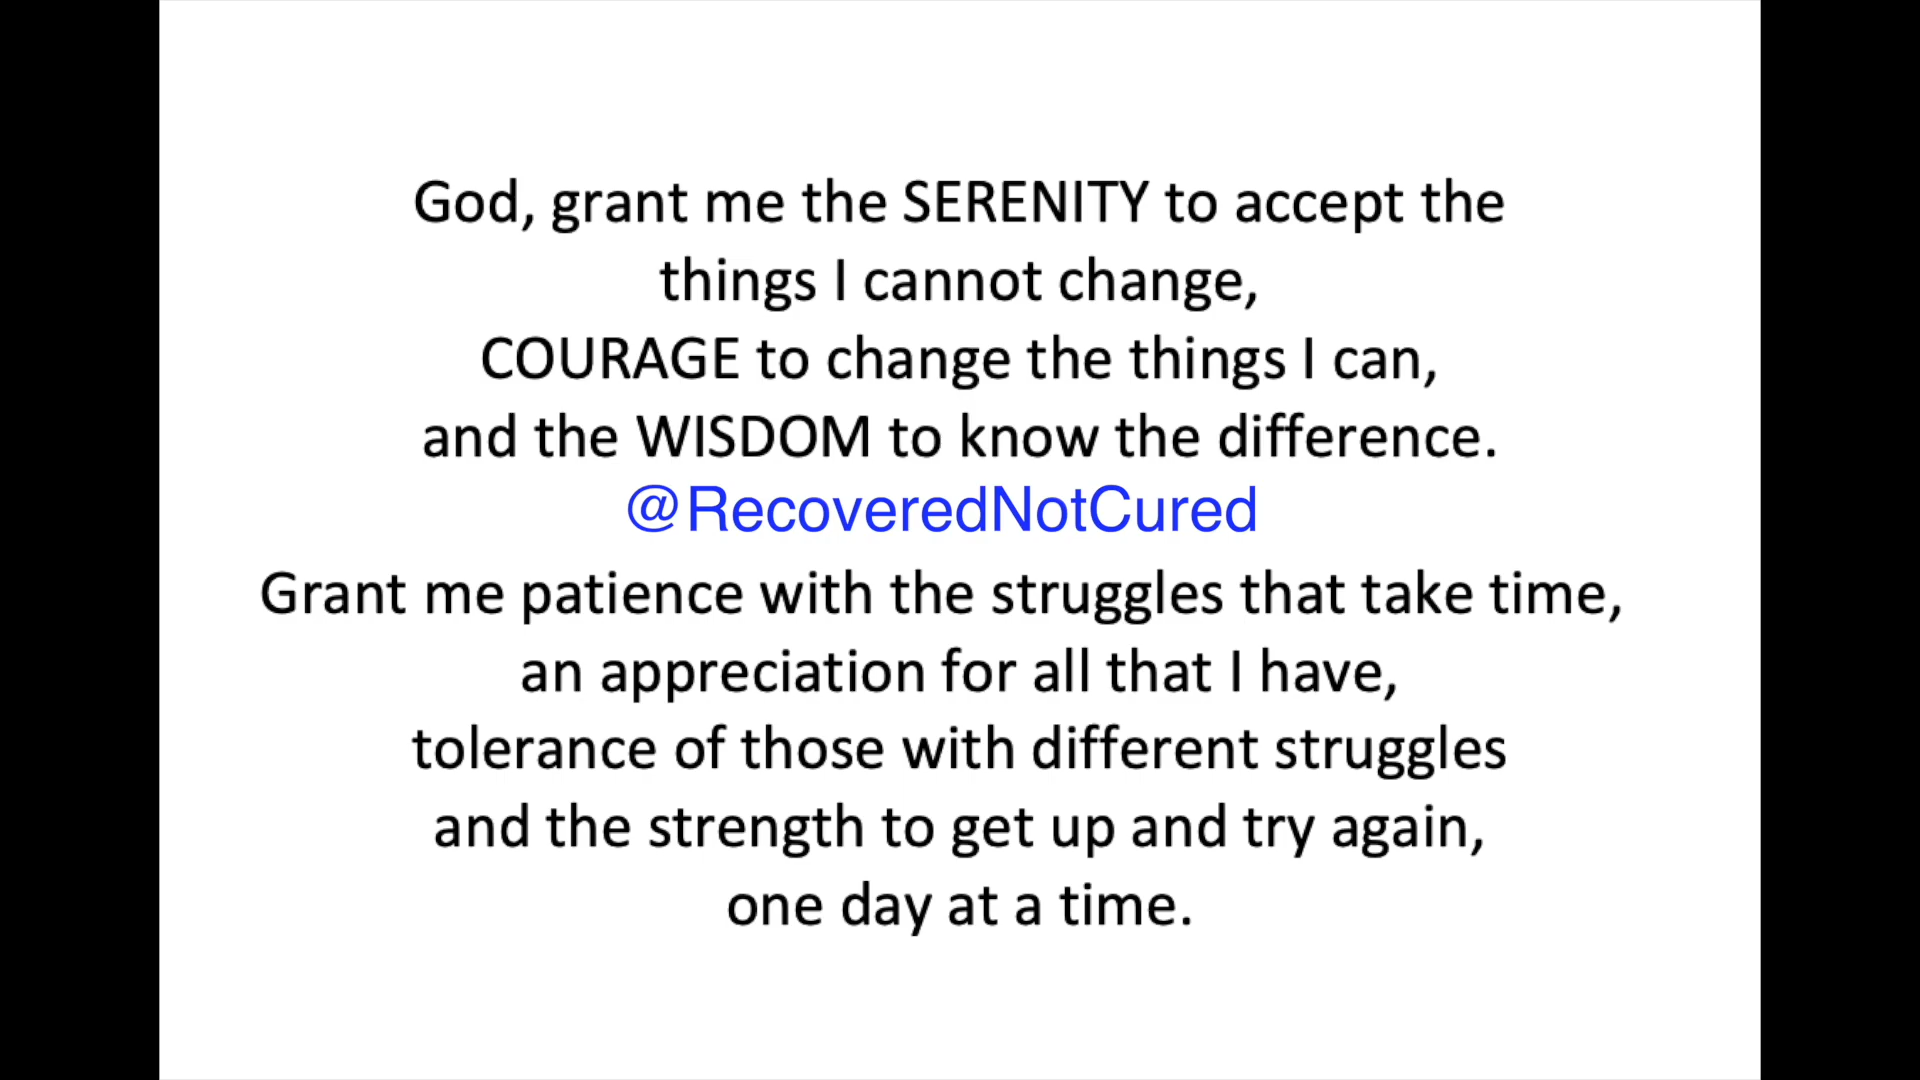 God, grant me the SERENITY to accept the
things I cannot change,
COURAGE to change the things I can,
and the WISDOM to know the difference.
@RecoveredNotCured
Grant me patience with the struggles that take time,
an appreciation for all that I have,
tolerance of those with different struggles
and the strength to get up and try again,
one day at a time.